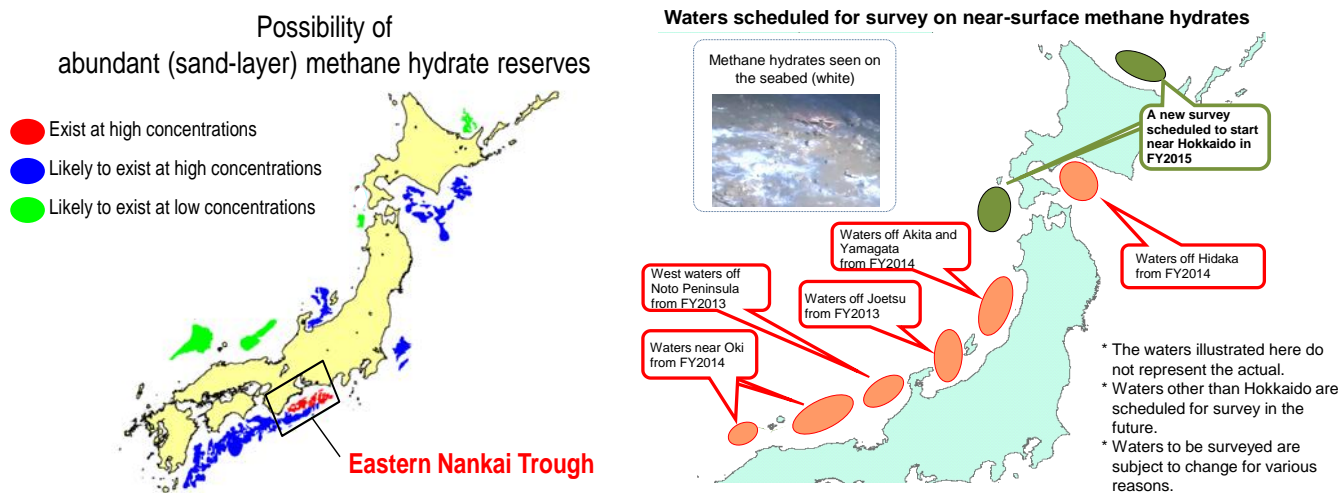 Possibility of
abundant (sand-layer) methane hydrate reserves
Exist at high concentrations
Likely to exist at high concentrations
Likely to exist at low concentrations
Eastern Nankai Trough
Waters scheduled for survey on near-surface methane hydrates
Methane hydrates seen on
the seabed (white)
A new survey
scheduled to start
near Hokkaido in
FY2015
Waters off Akita and
Yamagata
from FY2014
Waters off Hidaka
from FY2014
West waters off
Noto Peninsula
from FY2013
Waters off Joetsu
from FY2013
Waters near Oki
from FY2014
* The waters illustrated here do
not represent the actual.
* Waters other than Hokkaido are
scheduled for survey in the
future.
* Waters to be surveyed are
subject to change for various
reasons.